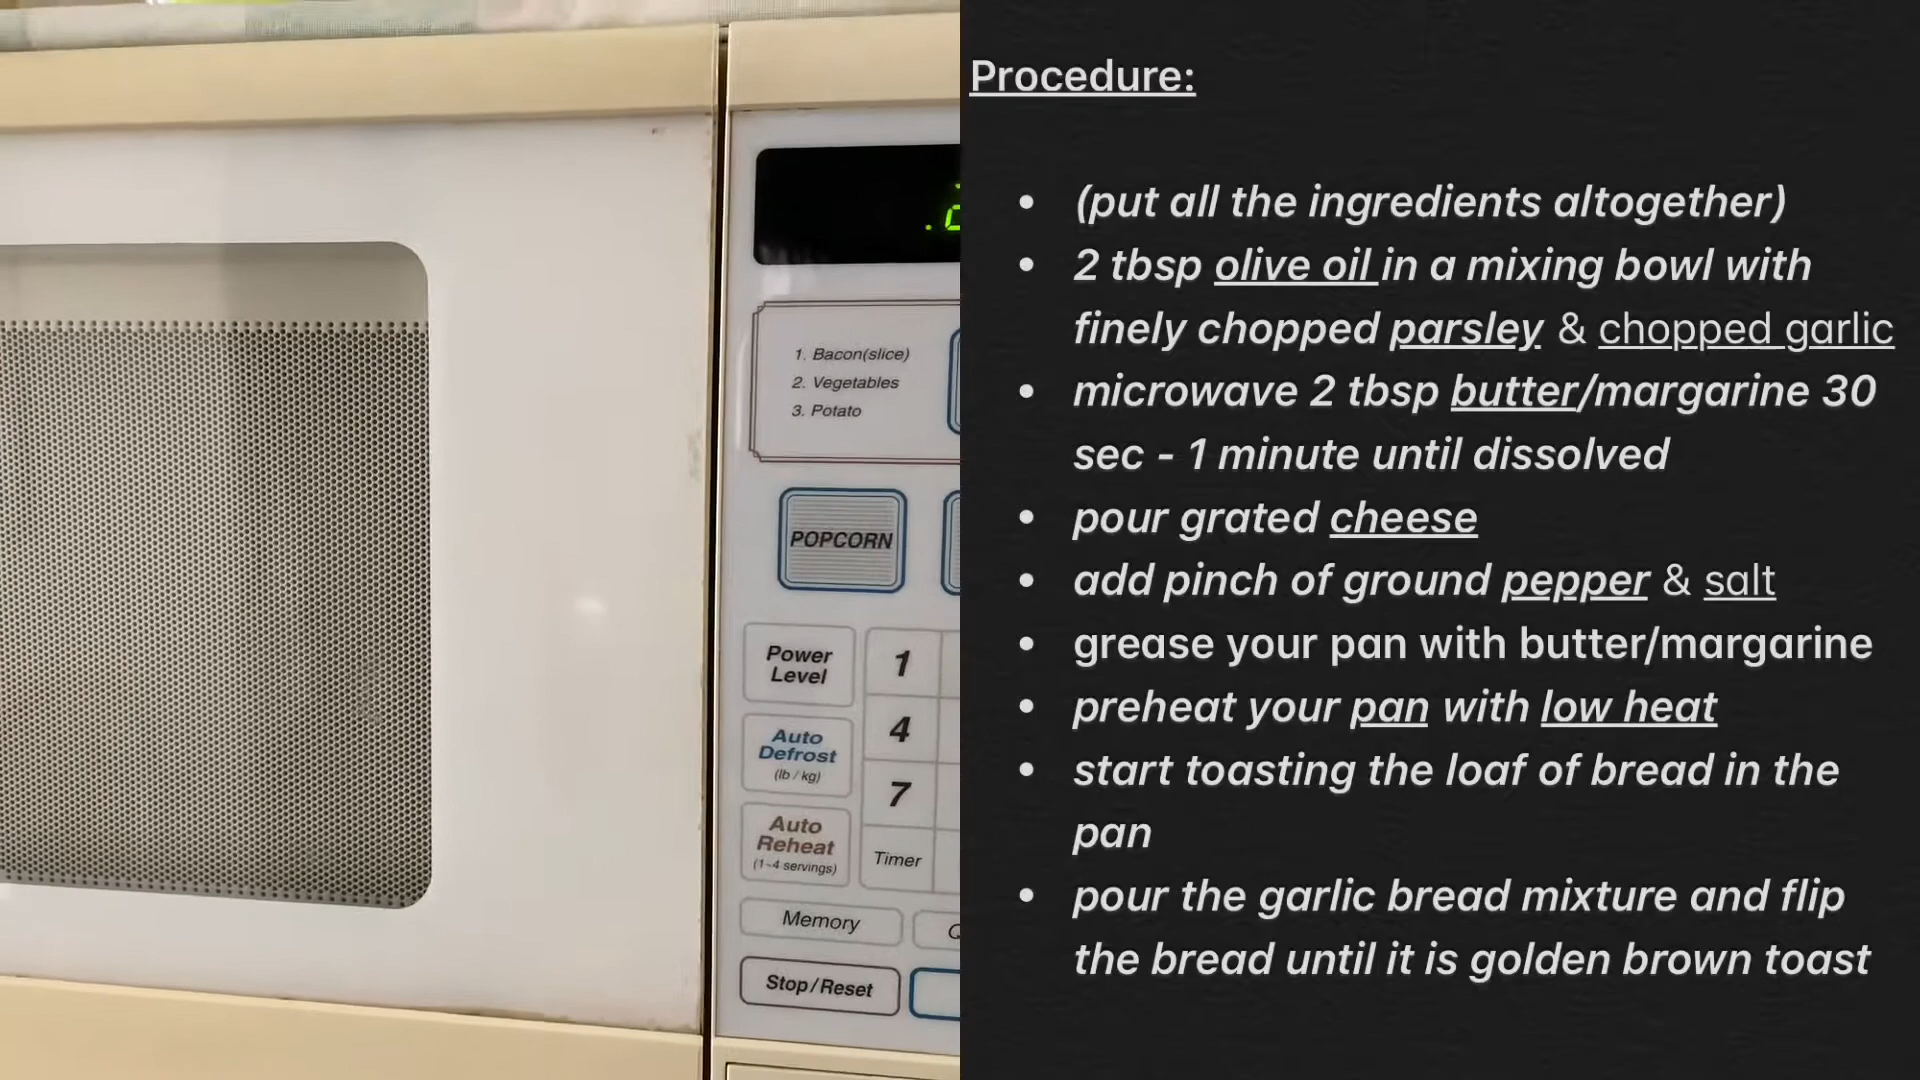 1. Bacon(slice)
2. Vegetables
3. Potato
POPCORN
Power
Level
1
Auto
Defrost
(lb / kg)
4
Auto
Reheat
(1~4 servings)
7
Timer
Memory
Stop/Reset
Procedure:
• (put all the ingredients altogether)
• 2 tbsp olive oil in a mixing bowl with
finely chopped parsley & chopped garlic
• microwave 2 tbsp butter/margarine 30
sec - 1 minute until dissolved
• pour grated cheese
• add pinch of ground pepper & salt
• grease your pan with butter/margarine
• preheat your pan with low heat
• start toasting the loaf of bread in the
pan
• pour the garlic bread mixture and flip
the bread until it is golden brown toast